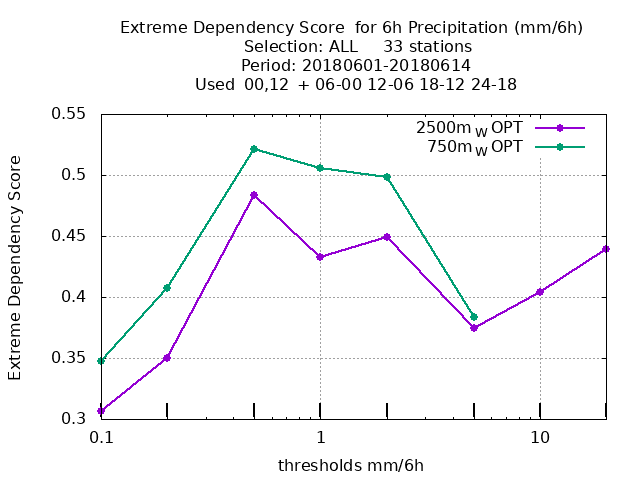 Extreme Dependency Score  for 6h Precipitation (mm/6h)
Selection: ALL     33 stations
Period: 20180601-20180614
Used  00,12  + 06-00 12-06 18-12 24-18
2500m W OPT
750m W OPT
Extreme Dependency Score
0.55
0.5
0.45
0.4
0.35
0.3
0.1
1
10
thresholds mm/6h